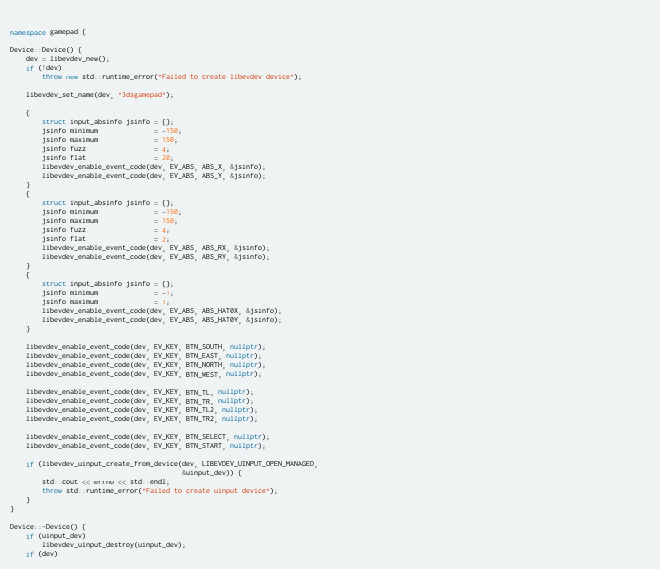 namespace gamepad {
Device::Device() {
dev = libevdev_new();
if (!dev)
throw new std::runtime_error("Failed to create libevdev device");
libevdev_set_name(dev, "3dsgamepad");
{
struct input_absinfo jsinfo = {};
jsinfo minimum = -150;
jsinfo maximum = 150;
jsinfo fuzz = 4;
jsinfo flat = 20;
libevdev_enable_event_code(dev, EV_ABS, ABS_X, &jsinfo);
libevdev_enable_event_code(dev, EV_ABS, ABS_Y, &jsinfo);
}
{
struct input_absinfo jsinfo = {};
jsinfo minimum = -150;
jsinfo maximum = 150;
jsinfo fuzz = 4;
jsinfo flat = 2;
libevdev_enable_event_code(dev, EV_ABS, ABS_RX, &jsinfo);
libevdev_enable_event_code(dev, EV_ABS, ABS_RY, &jsinfo);
}
{
struct input_absinfo jsinfo = {};
jsinfo minimum = -1;
jsinfo maximum = 1;
libevdev_enable_event_code(dev, EV_ABS, ABS_HAT0X, &jsinfo);
libevdev_enable_event_code(dev, EV_ABS, ABS_HAT0Y, &jsinfo);
}
libevdev_enable_event_code(dev, EV_KEY, BTN_SOUTH, nullptr);
libevdev_enable_event_code(dev, EV_KEY, BTN_EAST, nullptr);
libevdev_enable_event_code(dev, EV_KEY, BTN_NORTH, nullptr);
libevdev_enable_event_code(dev, EV_KEY, BTN_WEST, nullptr);
libevdev_enable_event_code(dev, EV_KEY, BTN_TL, nullptr);
libevdev_enable_event_code(dev, EV_KEY, BTN_TR, nullptr);
libevdev_enable_event_code(dev, EV_KEY, BTN_TL2, nullptr);
libevdev_enable_event_code(dev, EV_KEY, BTN_TR2, nullptr);
libevdev_enable_event_code(dev, EV_KEY, BTN_SELECT, nullptr);
libevdev_enable_event_code(dev, EV_KEY, BTN_START, nullptr);
if (libevdev_uinput_create_from_device(dev, LIBEVDEV_UINPUT_OPEN_MANAGED,
&uinput_dev)) {
std::cout << errno << std::endl;
throw std::runtime_error("Failed to create uinput device");
}
}
Device::~Device() {
if (uinput_dev)
libevdev_uinput_destroy(uinput_dev);
if (dev)